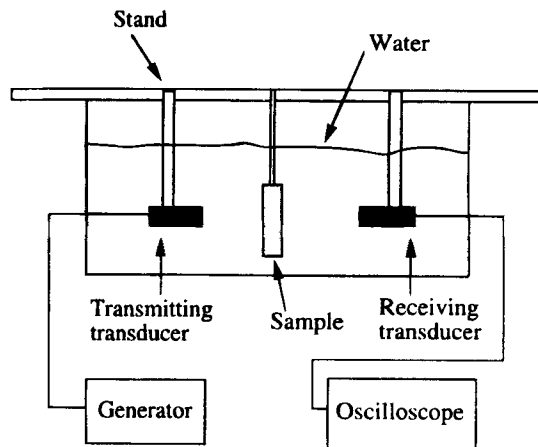 Stand
Water
Transmitting
transducer
Sample
Receiving
transducer
Generator
Oscilloscope